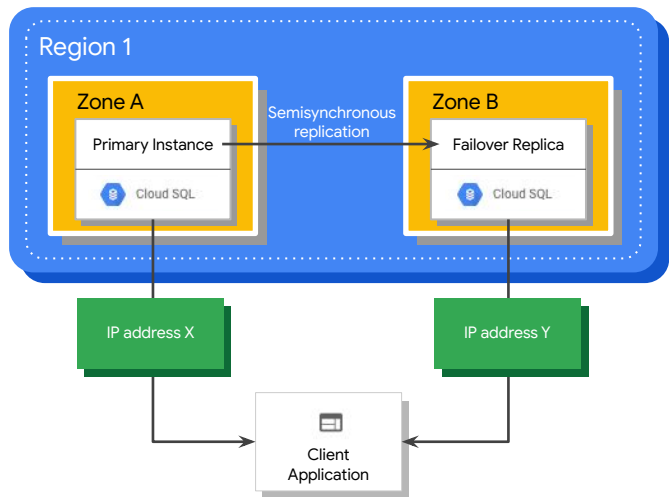 Region 1
Zone A
Zone B
Semisynchronous
replication
Primary Instance
Failover Replica
Cloud SQL
Cloud SQL
IP address X
IP address Y
Client
Application